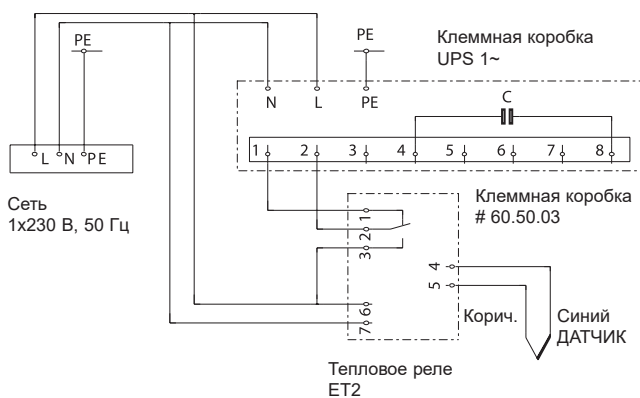 PE
PE
Клеммная коробка
UPS 1~
N L PE
C
L N PE
1 2 3 4 5 6 7 8
Сеть
1x230 В, 50 Гц
Клеммная коробка
# 60.50.03
1
2
3
4
5
6
7
Корич.
Синий
ДАТЧИК
Тепловое реле
ET2